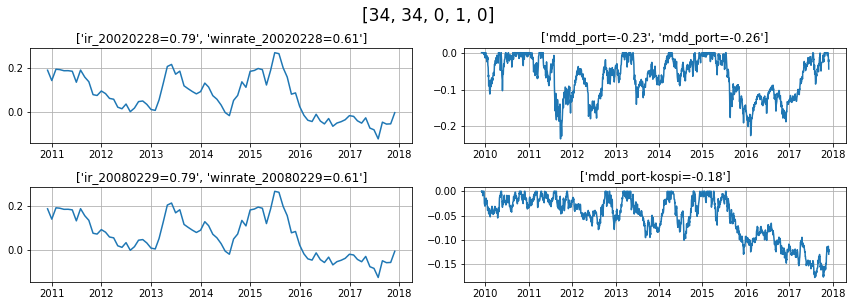 [34, 34, 0, 1, 0]
['ir_20020228=0.79', 'winrate_20020228=0.61']
0.2
0.0
2011 2012 2013 2014 2015 2016 2017 2018
['mdd_port=-0.23', 'mdd_port=-0.26']
0.0
−0.1
−0.2
2010 2011 2012 2013 2014 2015 2016 2017 2018
['ir_20080229=0.79', 'winrate_20080229=0.61']
0.2
0.0
2011 2012 2013 2014 2015 2016 2017 2018
['mdd_port-kospi=-0.18']
0.00
−0.05
−0.10
−0.15
2010 2011 2012 2013 2014 2015 2016 2017 2018